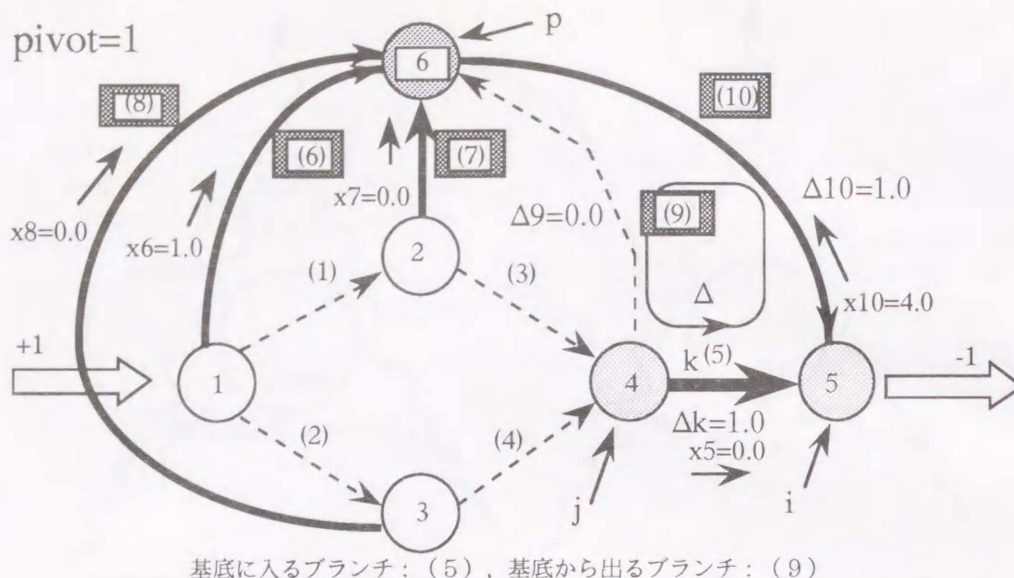 pivot=1
p
6
(8)
(10)
(6)
(7)
x7=0.0
(9)
Δ9=0.0
Δ10=1.0
x8=0.0
x6=1.0
2
(1)
(3)
Δ
x10=4.0
+1
1
4
k(5)
5
-1
Δk=1.0
x5=0.0
(2)
(4)
3
j
i
基底に入るブランチ：(5)，基底から出るブランチ：(9)